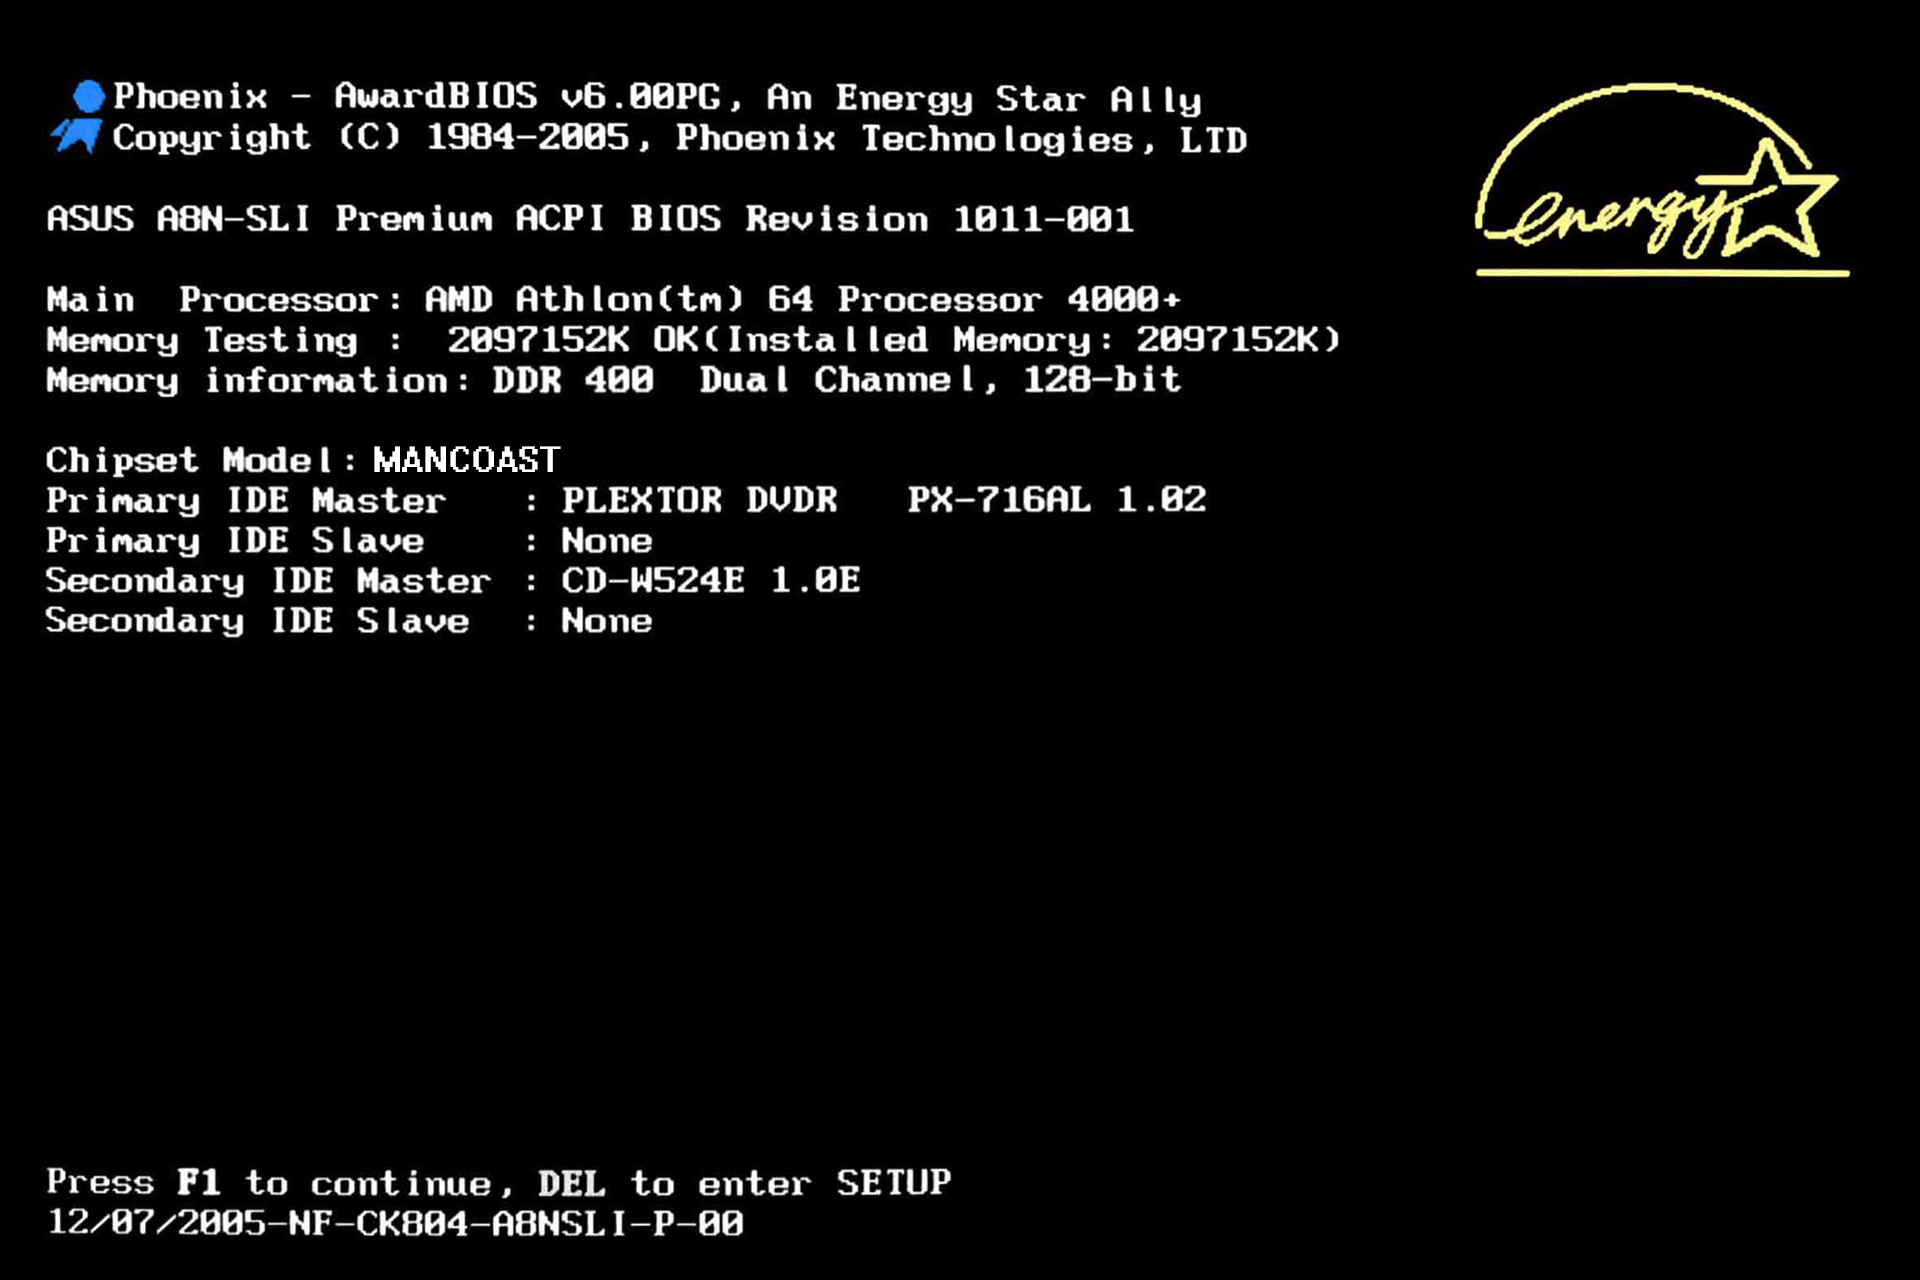 Phoenix - AwardBIOS v6.00PG, An Energy Star Ally
Copyright (C) 1984-2005, Phoenix Technologies, LTD
energy
ASUS A8N-SLI Premium ACPI BIOS Revision 1011-001
Main  Processor: AMD Athlon(tm) 64 Processor 4000+
Memory Testing :  2097152K OK(Installed Memory: 2097152K)
Memory information: DDR 400  Dual Channel, 128-bit
Chipset Model: MANCOAST
Primary IDE Master   : PLEXTOR DVDR   PX-716AL 1.02
Primary IDE Slave    : None
Secondary IDE Master : CD-W524E 1.0E
Secondary IDE Slave  : None
Press F1 to continue, DEL to enter SETUP
12/07/2005-NF-CK804-A8NSLI-P-00